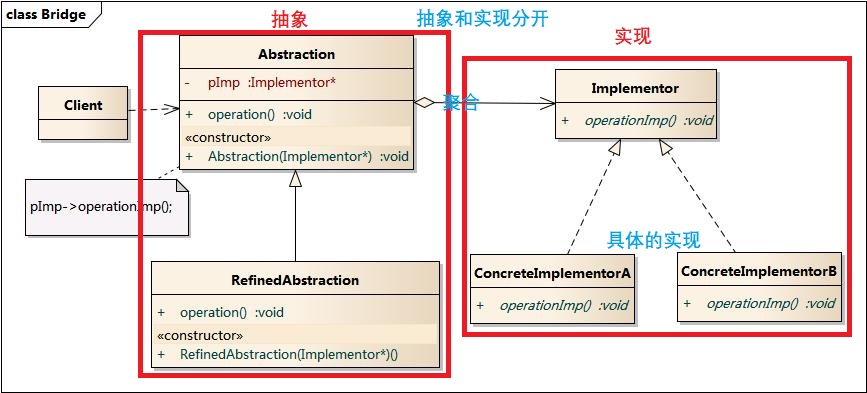 class Bridge
抽象
抽象和实现分开
实现
Abstraction
- pImp :Implementor*
+ operation() :void
«constructor»
+ Abstraction(Implementor*) :void
Client
聚合
Implementor
+ operationImp() :void
pImp->operationImp();
具体的实现
RefinedAbstraction
+ operation() :void
«constructor»
+ RefinedAbstraction(Implementor*)()
ConcreteImplementorA
+ operationImp() :void
ConcreteImplementorB
+ operationImp() :void